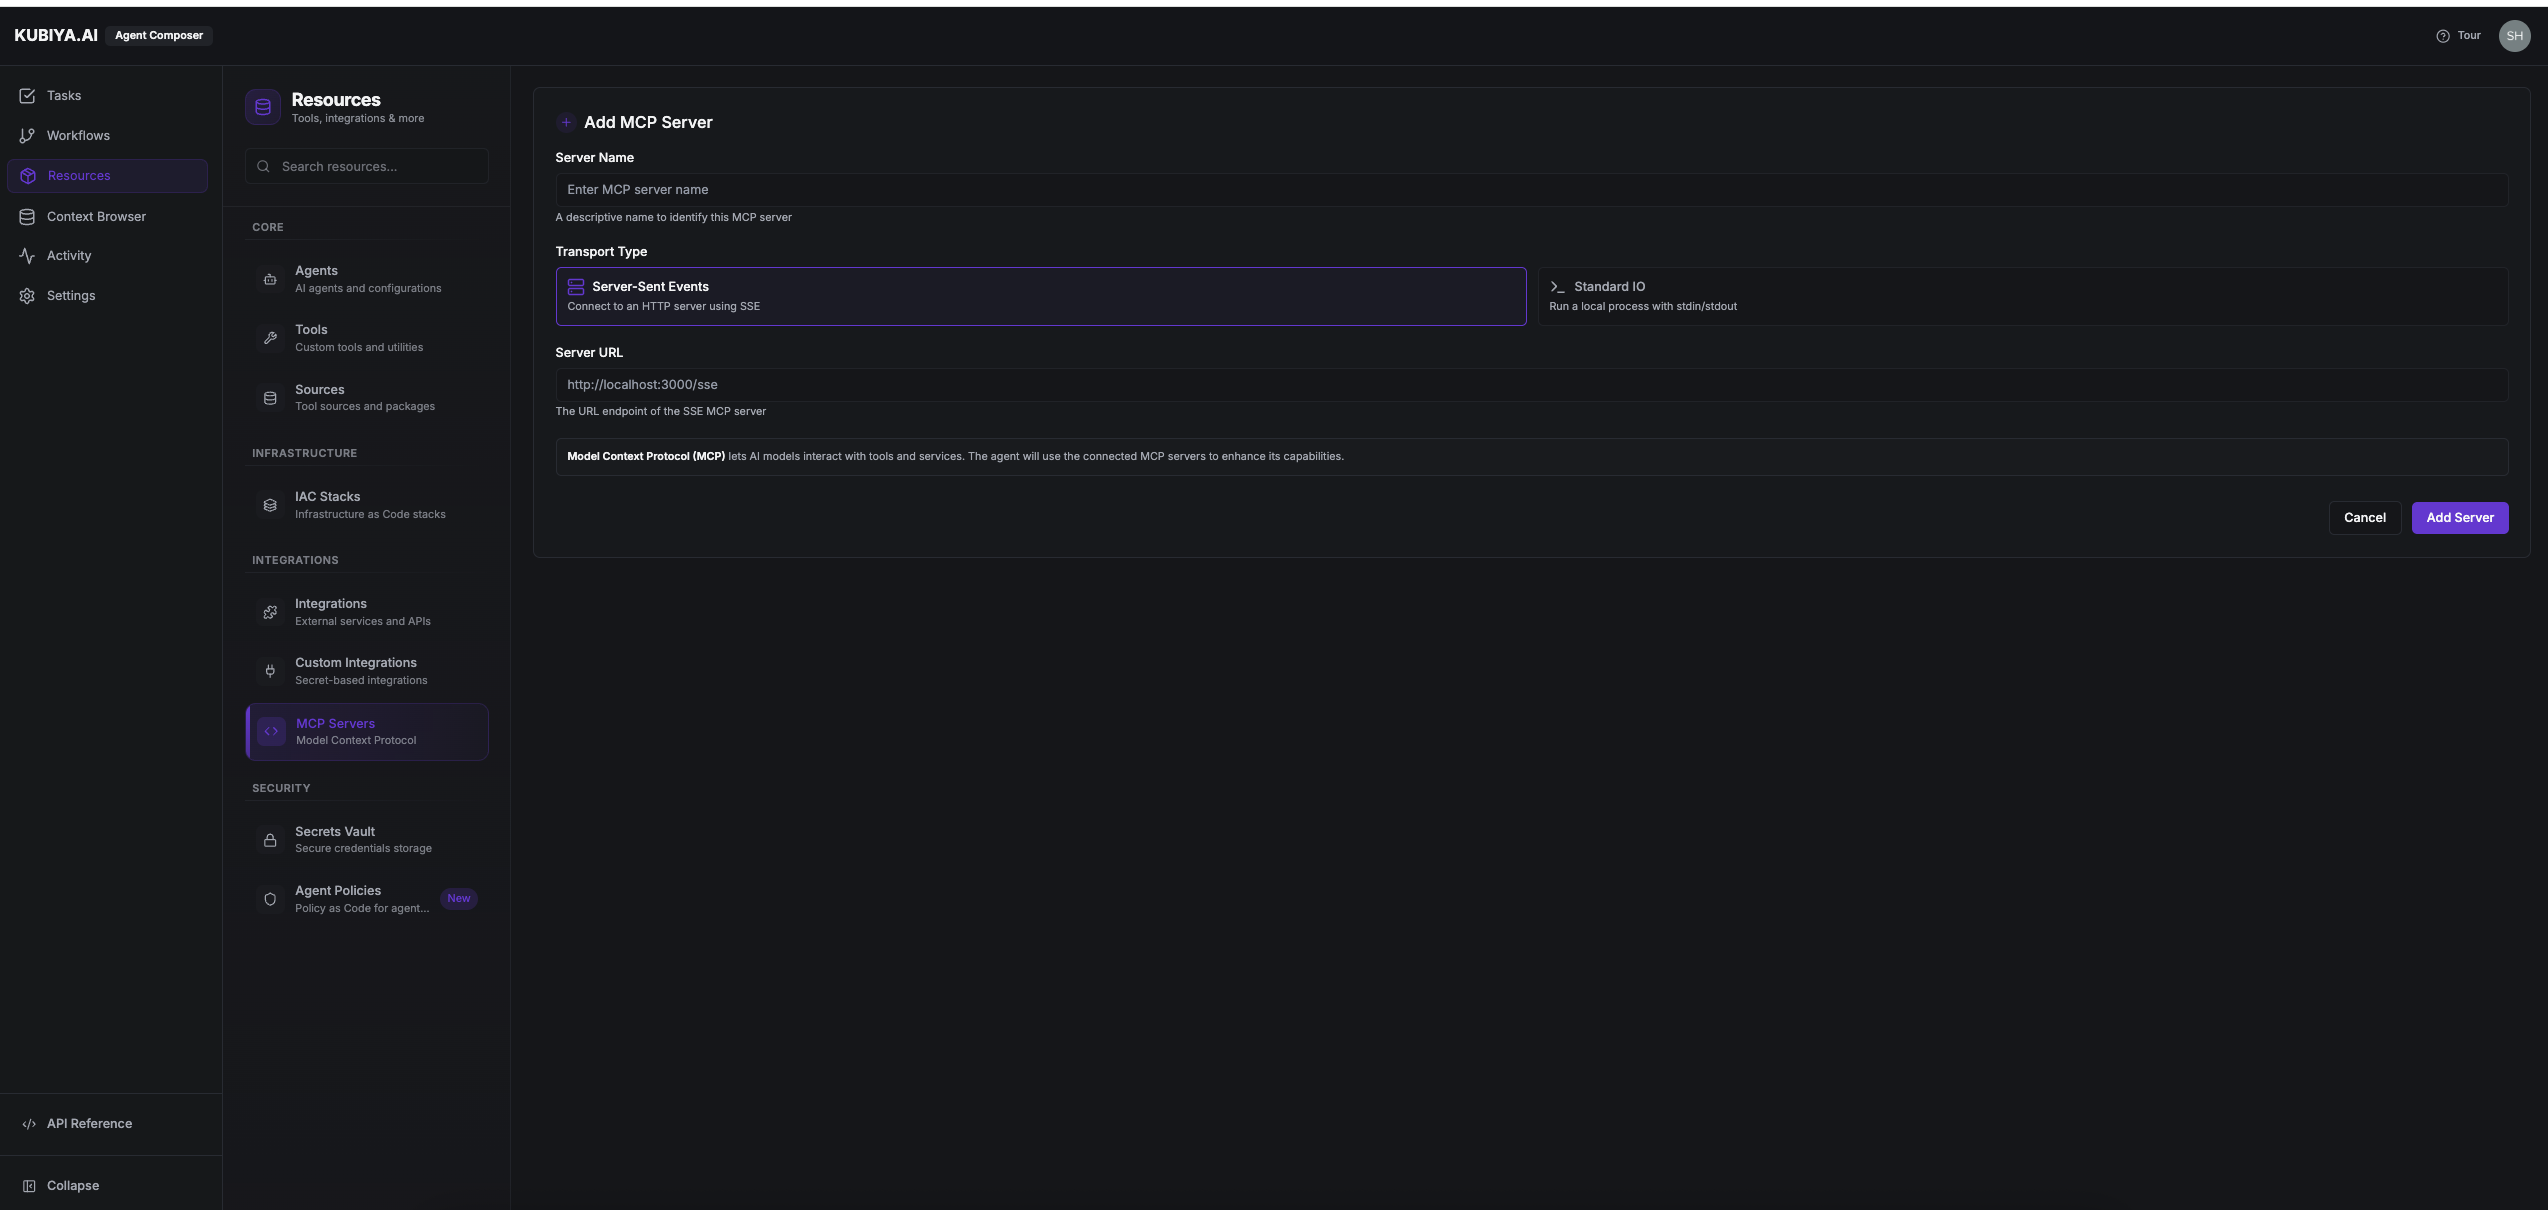 KUBIYA.AI
Agent Composer
Tour
SH
Tasks
Workflows
Resources
Context Browser
Activity
Settings
API Reference
Collapse
Resources
Tools, integrations & more
Search resources...
CORE
Agents
AI agents and configurations
Tools
Custom tools and utilities
Sources
Tool sources and packages
INFRASTRUCTURE
IAC Stacks
Infrastructure as Code stacks
INTEGRATIONS
Integrations
External services and APIs
Custom Integrations
Secret-based integrations
MCP Servers
Model Context Protocol
SECURITY
Secrets Vault
Secure credentials storage
Agent Policies
Policy as Code for agent...
New
Add MCP Server
Server Name
Enter MCP server name
A descriptive name to identify this MCP server
Transport Type
Server-Sent Events
Connect to an HTTP server using SSE
Standard IO
Run a local process with stdin/stdout
Server URL
http://localhost:3000/sse
The URL endpoint of the SSE MCP server
Model Context Protocol (MCP) lets AI models interact with tools and services. The agent will use the connected MCP servers to enhance its capabilities.
Cancel
Add Server